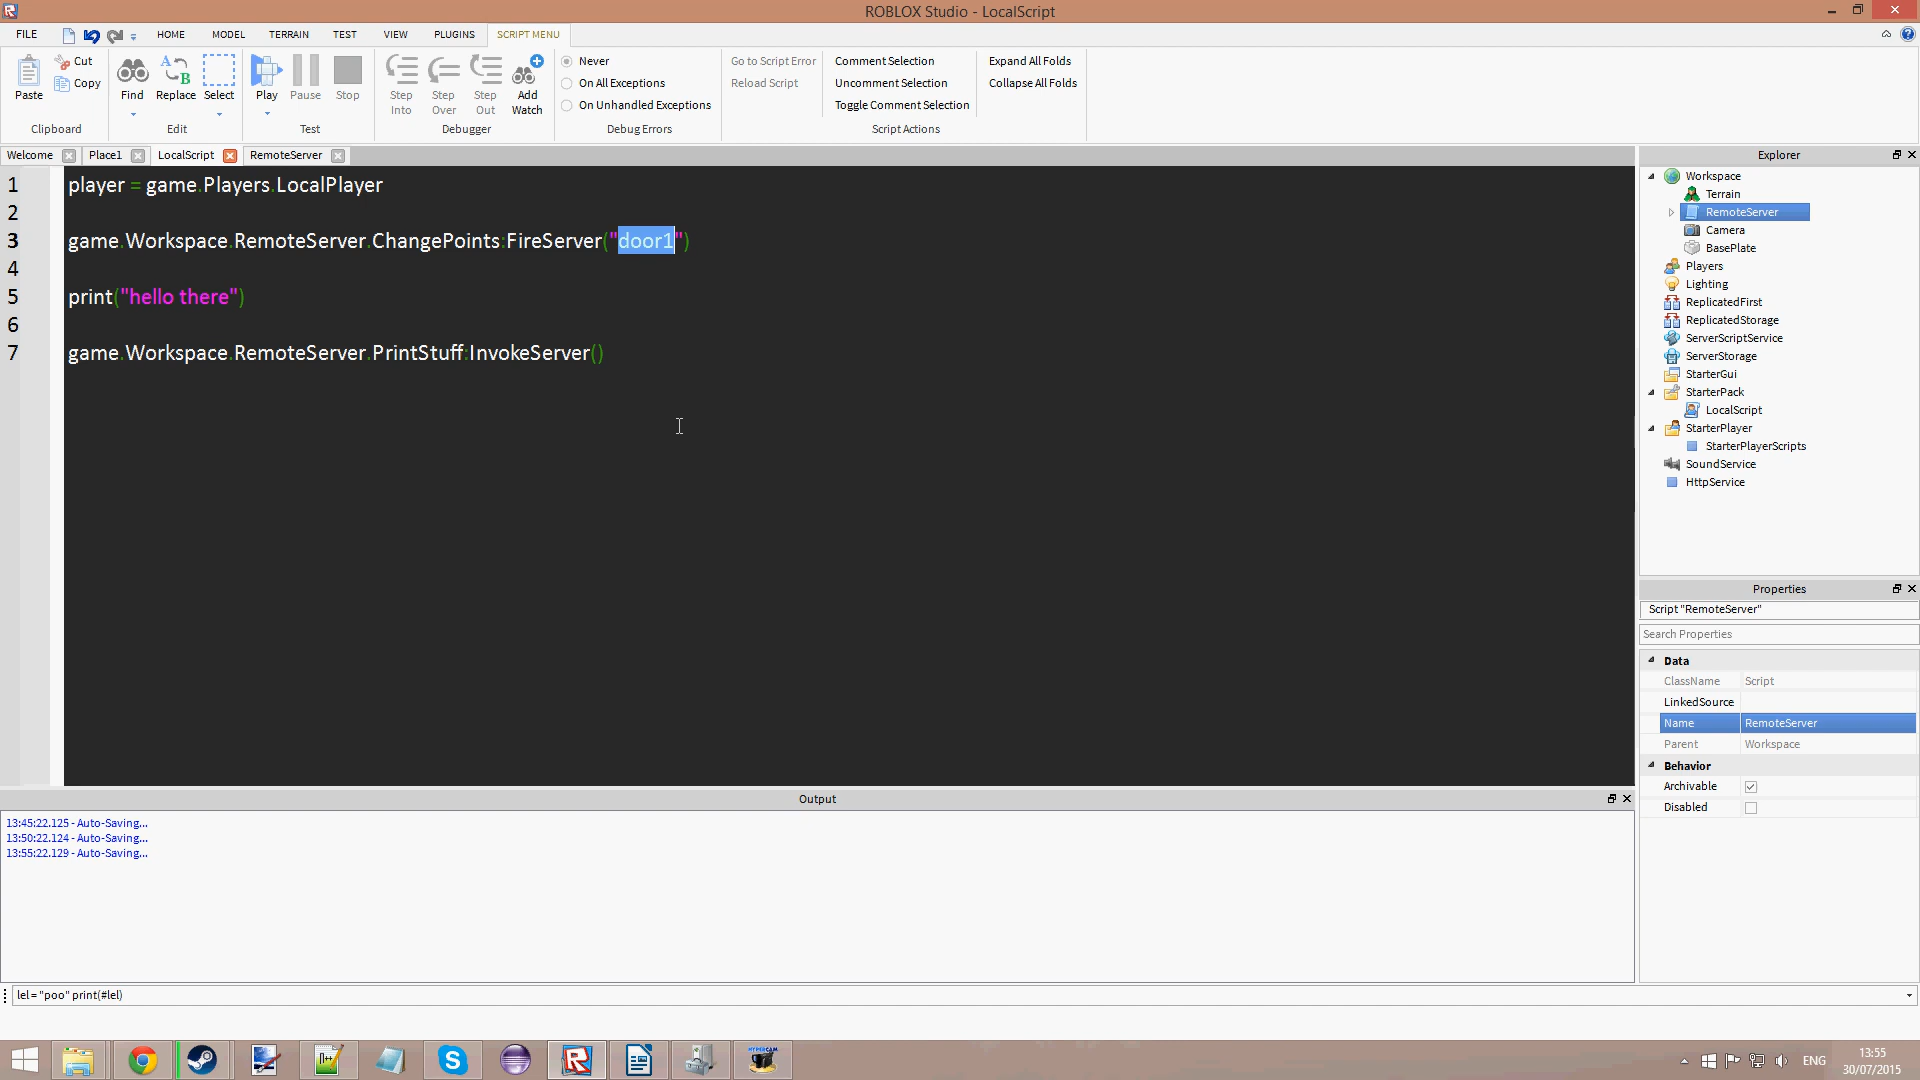 ROBLOX Studio - LocalScript
FILE HOME MODEL TERRAIN TEST VIEW PLUGINS SCRIPT MENU
Paste Cut Copy
Clipboard
Find Replace Select
Edit
Play Pause Stop
Test
Step Into Step Over Step Out Add Watch
Debugger
Never
On All Exceptions
On Unhandled Exceptions
Debug Errors
Go to Script Error
Reload Script
Comment Selection
Uncomment Selection
Toggle Comment Selection
Expand All Folds
Collapse All Folds
Script Actions
Welcome Place1 LocalScript RemoteServer
1 player = game.Players.LocalPlayer
2
3 game.Workspace.RemoteServer.ChangePoints:FireServer("door1")
4
5 print("hello there")
6
7 game.Workspace.RemoteServer.PrintStuff:InvokeServer()
Explorer
Workspace
Terrain
RemoteServer
Camera
BasePlate
Players
Lighting
ReplicatedFirst
ReplicatedStorage
ServerScriptService
ServerStorage
StarterGui
StarterPack
LocalScript
StarterPlayer
StarterPlayerScripts
SoundService
HttpService
Properties
Script "RemoteServer"
Search Properties
Data
ClassName Script
LinkedSource
Name RemoteServer
Parent Workspace
Behavior
Archivable
Disabled
Output
13:45:22.125 - Auto-Saving...
13:50:22.124 - Auto-Saving...
13:55:22.129 - Auto-Saving...
lel = "poo" print(#lel)
HYPERCAM
ENG
13:55
30/07/2015